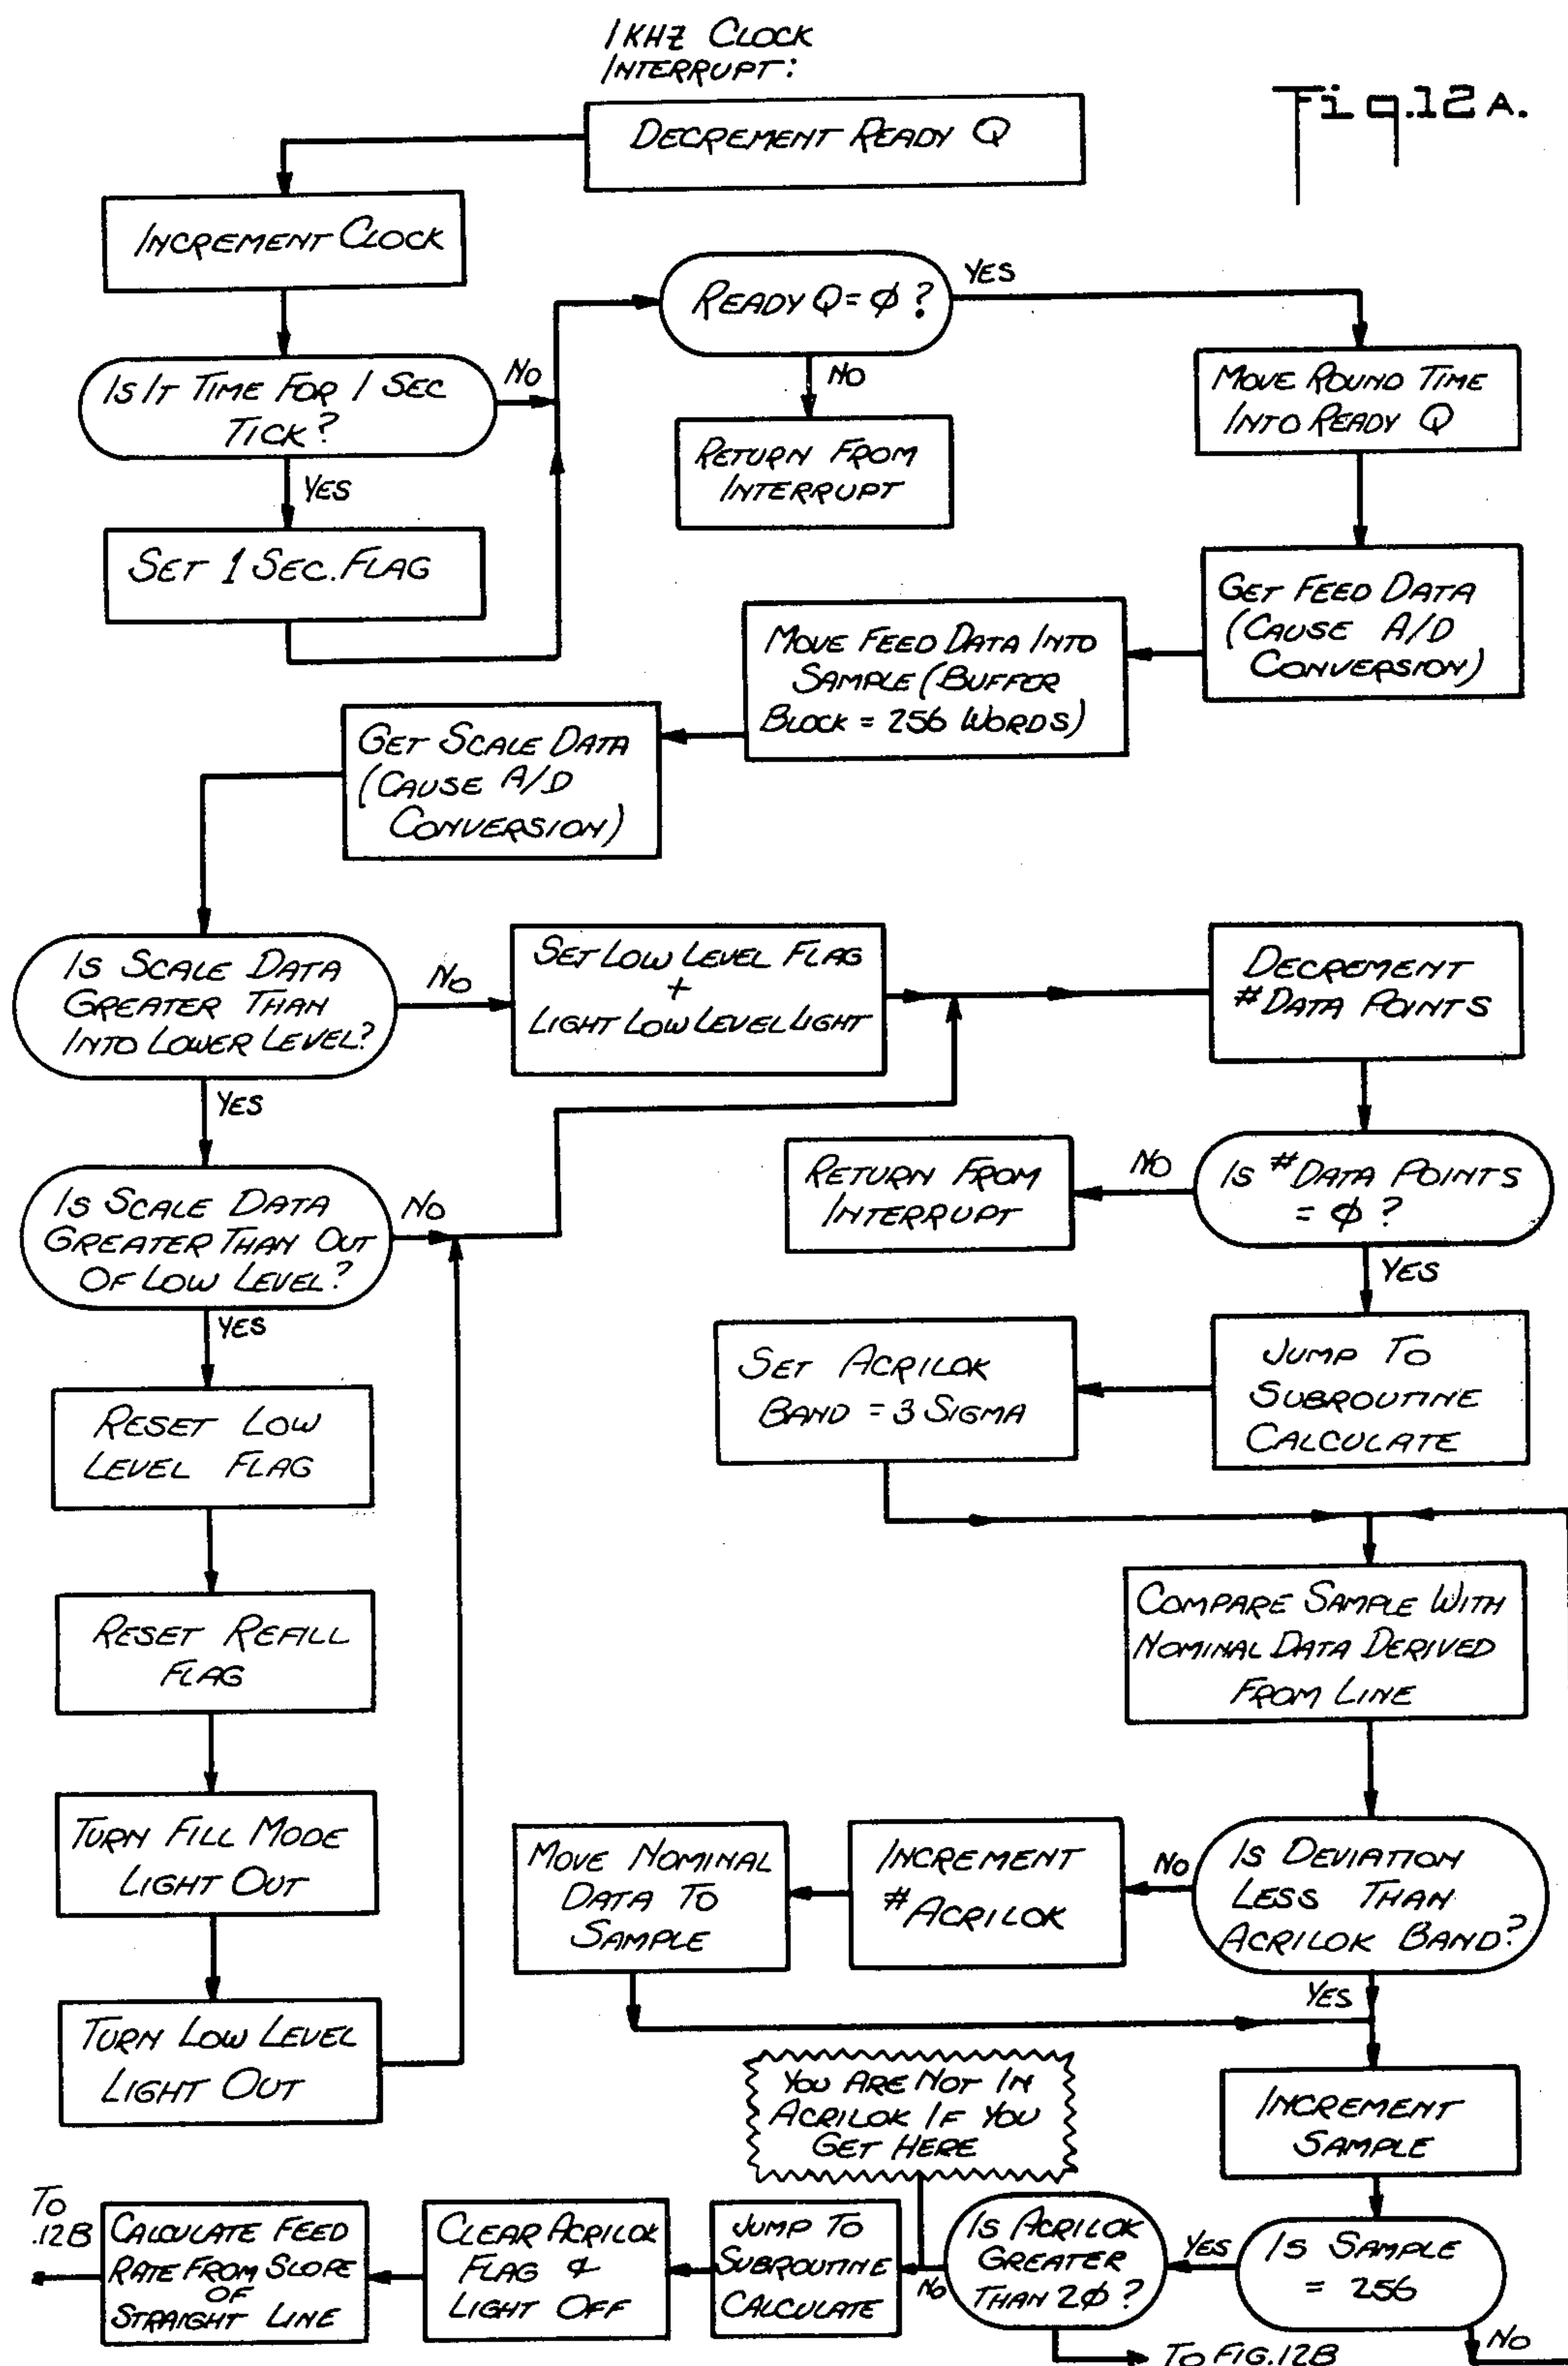 1 KHZ CLOCK
INTERRUPT:
Fig.12A.
DECREMENT READY Q
INCREMENT CLOCK
READY Q = φ ?
YES
NO
IS IT TIME FOR 1 SEC
TICK?
NO
YES
MOVE ROUND TIME
INTO READY Q
RETURN FROM
INTERRUPT
SET 1 SEC. FLAG
GET FEED DATA
(CAUSE A/D
CONVERSION)
MOVE FEED DATA INTO
SAMPLE (BUFFER
BLOCK = 256 WORDS)
GET SCALE DATA
(CAUSE A/D
CONVERSION)
IS SCALE DATA
GREATER THAN
INTO LOWER LEVEL?
NO
YES
SET LOW LEVEL FLAG
+
LIGHT LOW LEVEL LIGHT
DECREMENT
#DATA POINTS
IS SCALE DATA
GREATER THAN OUT
OF LOW LEVEL?
NO
YES
RETURN FROM
INTERRUPT
NO
IS #DATA POINTS
= φ ?
YES
RESET LOW
LEVEL FLAG
SET ACRILOK
BAND = 3 SIGMA
JUMP TO
SUBROUTINE
CALCULATE
RESET REFILL
FLAG
COMPARE SAMPLE WITH
NOMINAL DATA DERIVED
FROM LINE
TURN FILL MODE
LIGHT OUT
MOVE NOMINAL
DATA TO
SAMPLE
INCREMENT
#ACRILOK
NO
IS DEVIATION
LESS THAN
ACRILOK BAND?
YES
TURN LOW LEVEL
LIGHT OUT
YOU ARE NOT IN
ACRILOK IF YOU
GET HERE
INCREMENT
SAMPLE
TO
.12B
CALCULATE FEED
RATE FROM SLOPE
OF
STRAIGHT LINE
CLEAR ACRILOK
FLAG &
LIGHT OFF
JUMP TO
SUBROUTINE
CALCULATE
NO
IS ACRILOK
GREATER
THAN 2φ ?
YES
IS SAMPLE
= 256
NO
TO FIG.12B